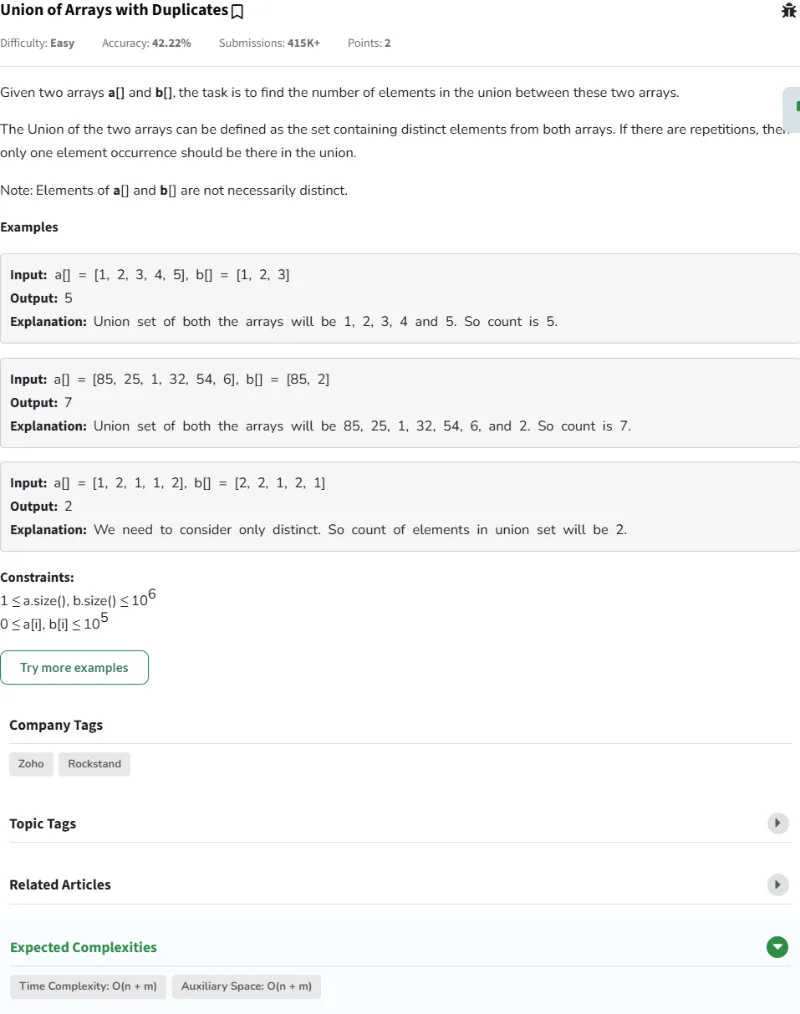 Union of Arrays with Duplicates
Difficulty: Easy Accuracy: 42.22% Submissions: 415K+ Points: 2
Given two arrays a[] and b[], the task is to find the number of elements in the union between these two arrays.
The Union of the two arrays can be defined as the set containing distinct elements from both arrays. If there are repetitions, then
only one element occurrence should be there in the union.
Note: Elements of a[] and b[] are not necessarily distinct.
Examples
Input: a[] = [1, 2, 3, 4, 5], b[] = [1, 2, 3]
Output: 5
Explanation: Union set of both the arrays will be 1, 2, 3, 4 and 5. So count is 5.
Input: a[] = [85, 25, 1, 32, 54, 6], b[] = [85, 2]
Output: 7
Explanation: Union set of both the arrays will be 85, 25, 1, 32, 54, 6, and 2. So count is 7.
Input: a[] = [1, 2, 1, 1, 2], b[] = [2, 2, 1, 2, 1]
Output: 2
Explanation: We need to consider only distinct. So count of elements in union set will be 2.
Constraints:
1 ≤ a.size(), b.size() ≤ 10⁶
0 ≤ a[i], b[i] ≤ 10⁵
Try more examples
Company Tags
Zoho Rockstand
Topic Tags
Related Articles
Expected Complexities
Time Complexity: O(n + m) Auxiliary Space: O(n + m)